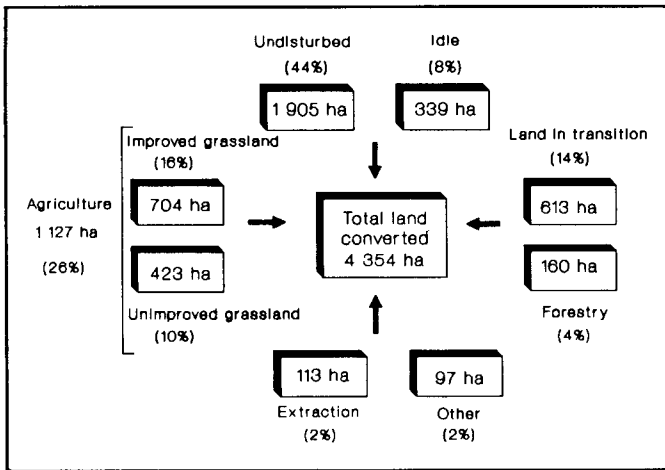 Undisturbed
(44%)
1 905 ha
Idle
(8%)
339 ha
Improved grassland
(16%)
704 ha
Agriculture
1 127 ha
(26%)
423 ha
Unimproved grassland
(10%)
Total land
converted
4 354 ha
Land in transition
(14%)
613 ha
160 ha
Forestry
(4%)
113 ha
Extraction
(2%)
97 ha
Other
(2%)